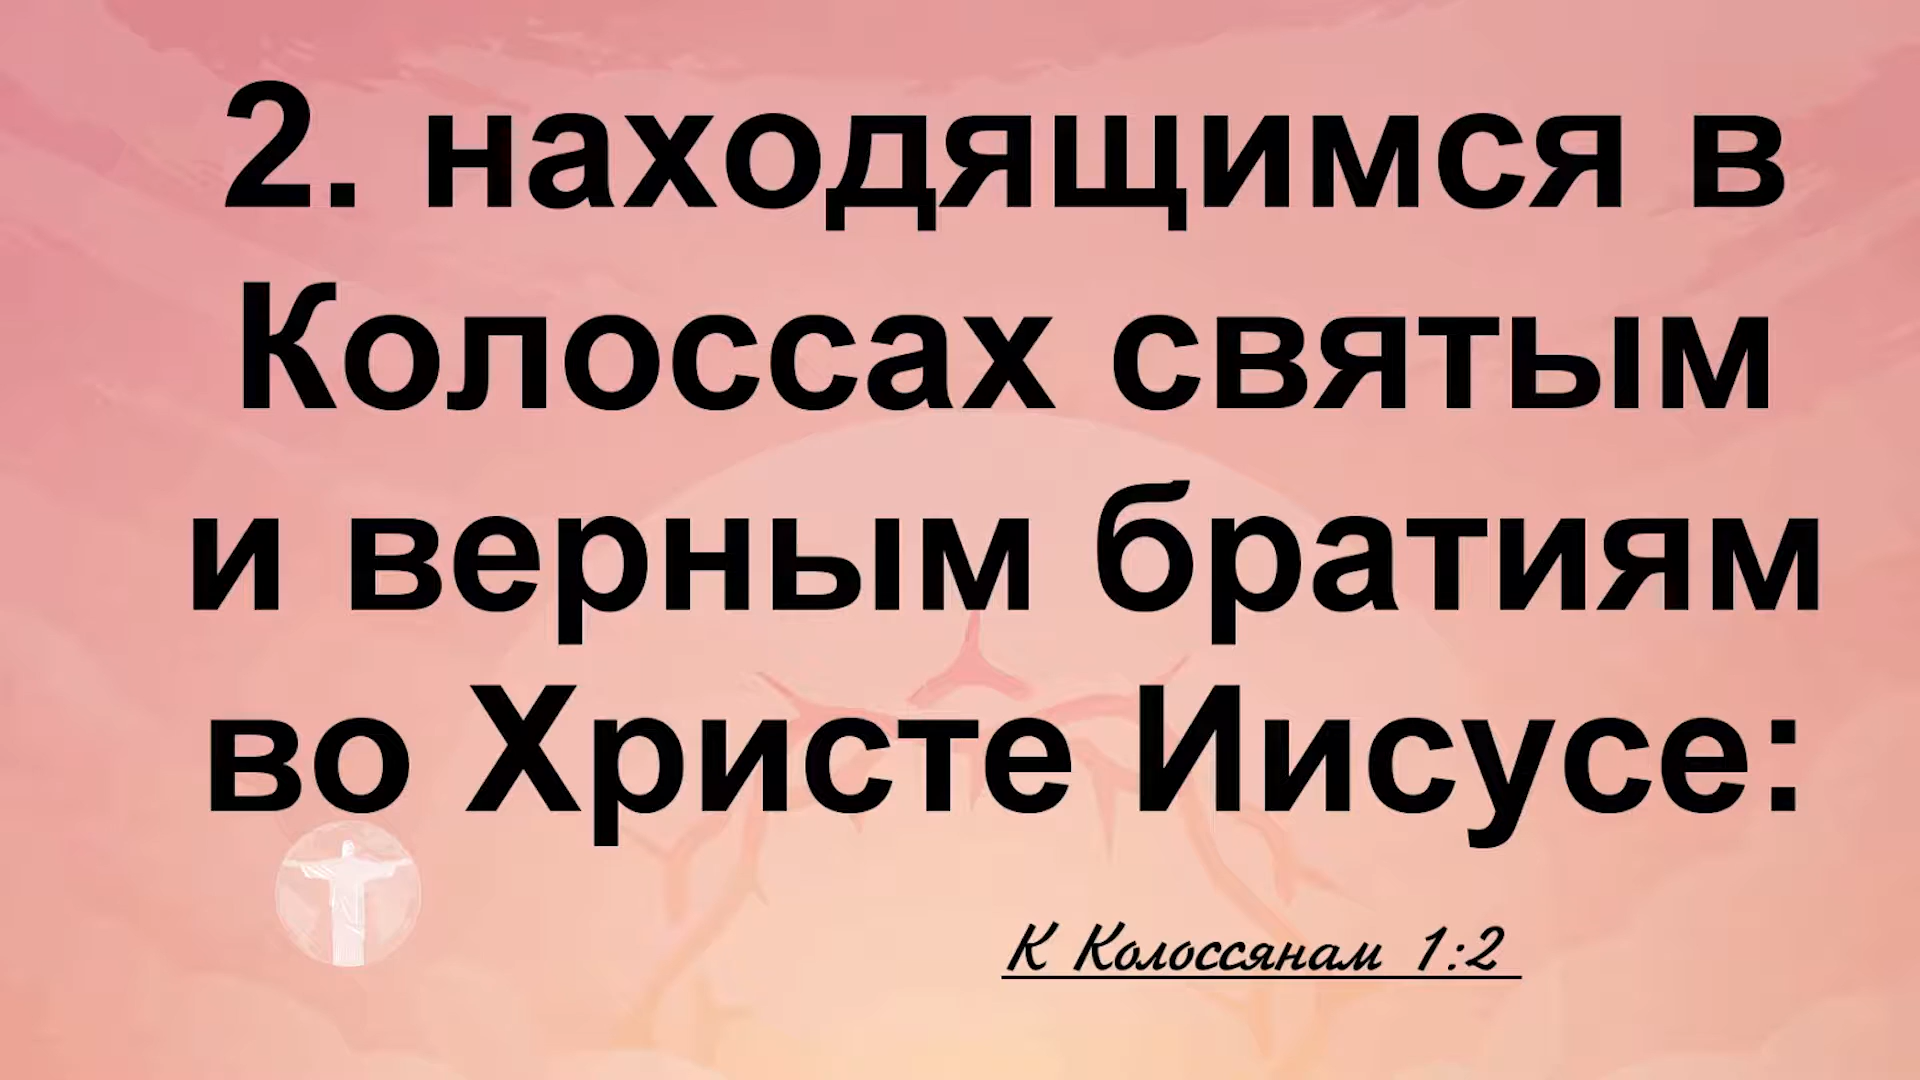 2. находящимся в
Колоссах святым
и верным братиям
во Христе Иисусе:
К Колоссянам 1:2